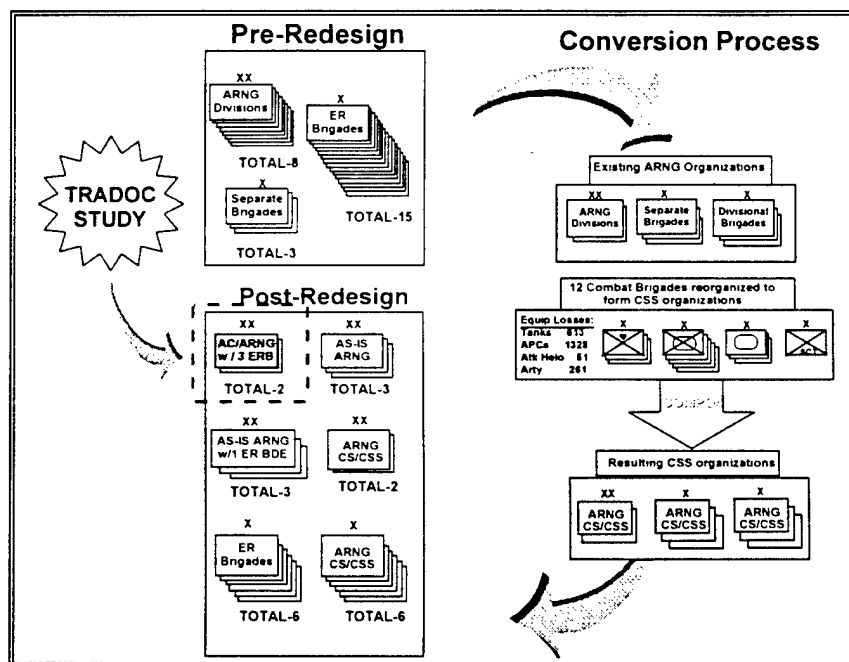 Pre-Redesign
Conversion Process
TRADOC
STUDY
XX
ARNG
Divisions
TOTAL-8
X
ER
Brigades
TOTAL-15
X
Separate
Brigades
TOTAL-3
Post-Redesign
XX
AC/ARNG
w / 3 ERB
TOTAL-2
XX
AS-IS
ARNG
TOTAL-3
XX
AS-IS ARNG
w/1 ER BDE
TOTAL-3
XX
ARNG
CS/CSS
TOTAL-2
X
ER
Brigades
TOTAL-6
X
ARNG
CS/CSS
TOTAL-6
Existing ARNG Organizations
XX
ARNG
Divisions
X
Separate
Brigades
X
Divisional
Brigades
12 Combat Brigades reorganized to
form CSS organizations
Equip Losses:
Tanks 613
APCs 1328
Atk Helo 61
Arty 261
X
X
X
X
Resulting CSS organizations
XX
ARNG
CS/CSS
X
ARNG
CS/CSS
X
ARNG
CS/CSS